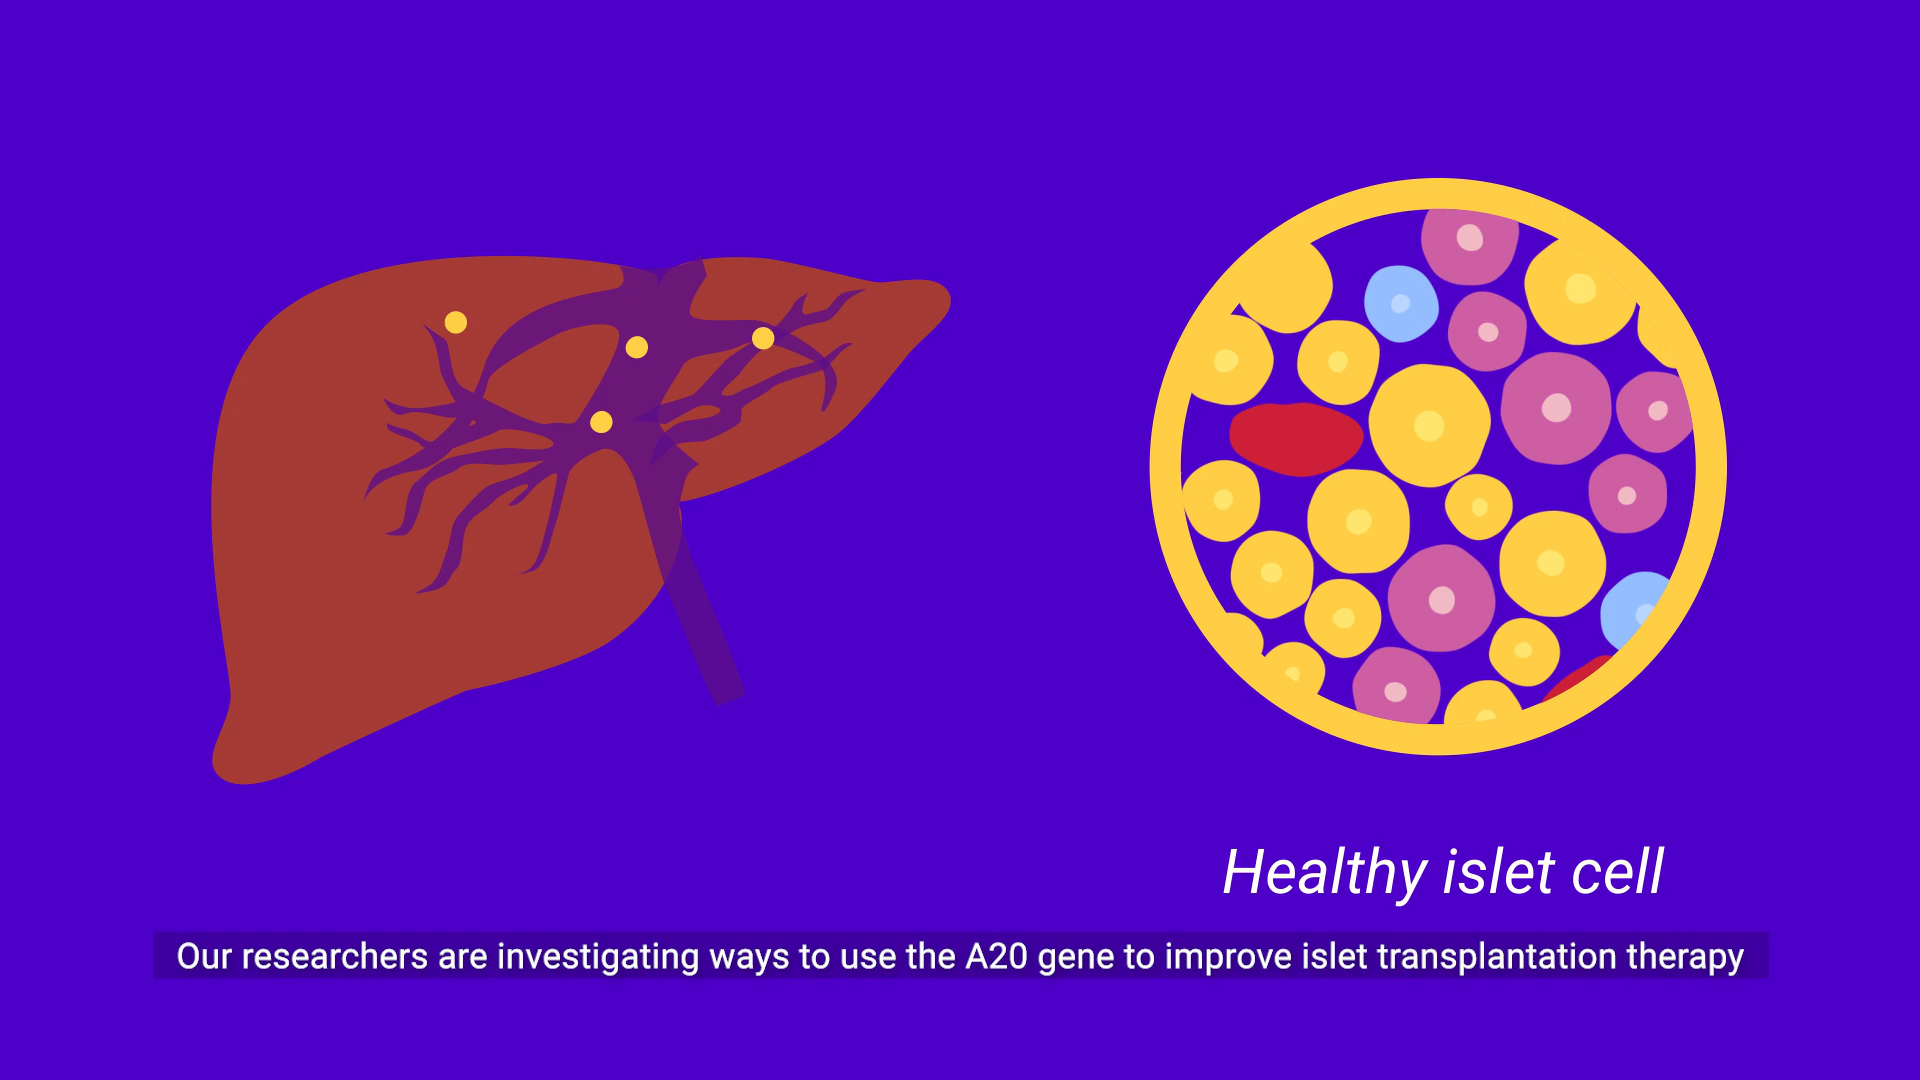 Healthy islet cell
Our researchers are investigating ways to use the A20 gene to improve islet transplantation therapy